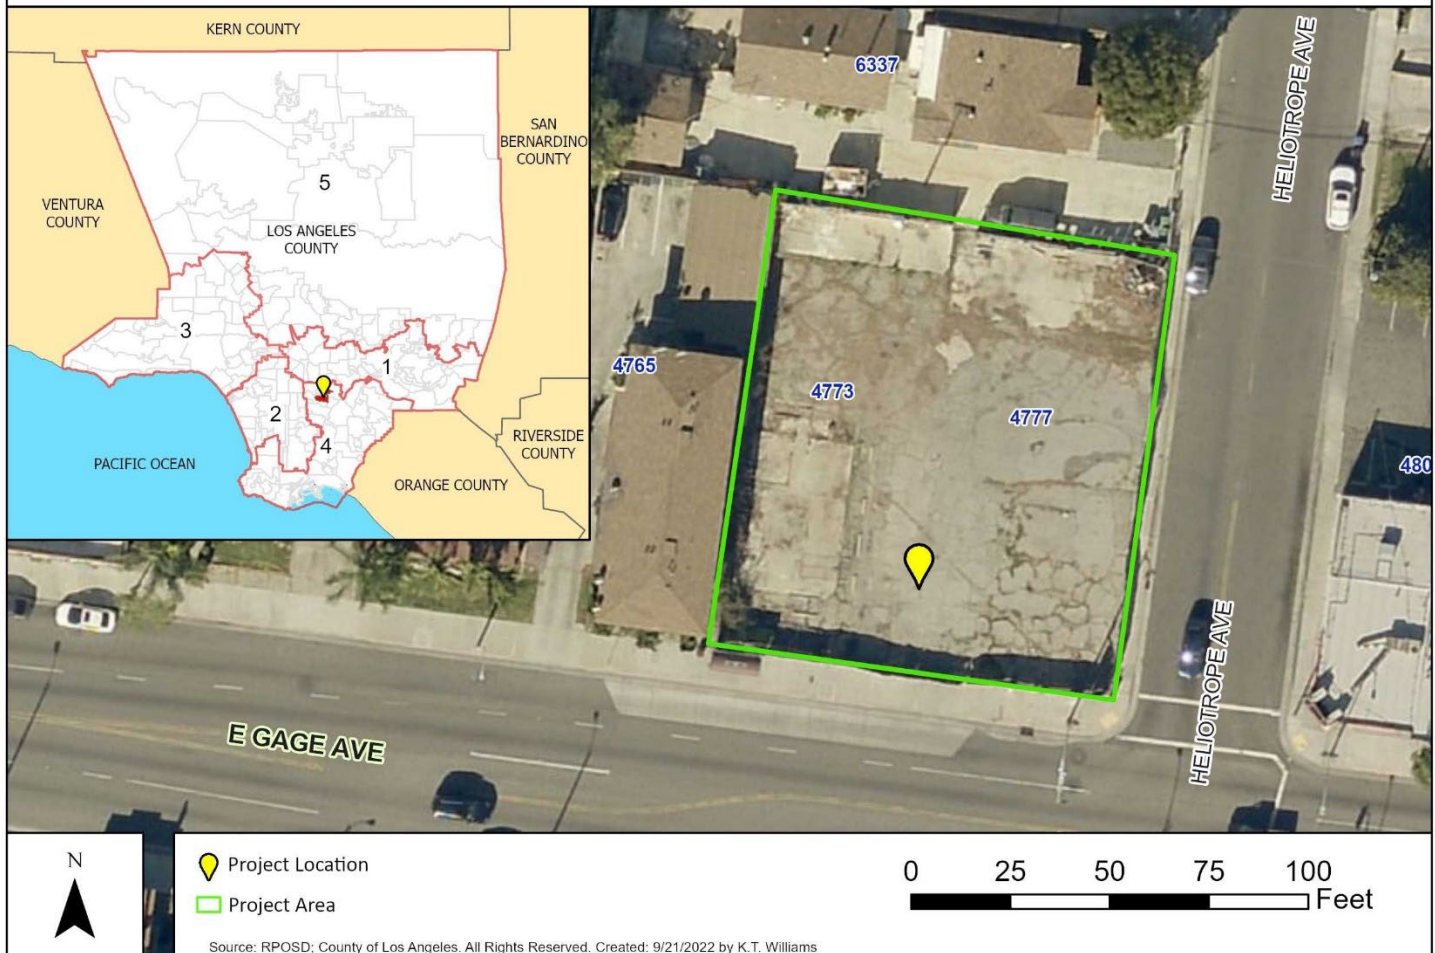 KERN COUNTY
SAN
BERNARDINO
COUNTY
5
VENTURA
COUNTY
LOS ANGELES
COUNTY
3
1
2
4
RIVERSIDE
COUNTY
PACIFIC OCEAN
ORANGE COUNTY
6337
HELIOTROPE AVE
4765
4773
4777
480
HELIOTROPE AVE
E GAGE AVE
N
Project Location
Project Area
0 25 50 75 100
Feet
Source: RPOSD; County of Los Angeles. All Rights Reserved. Created: 9/21/2022 by K.T. Williams